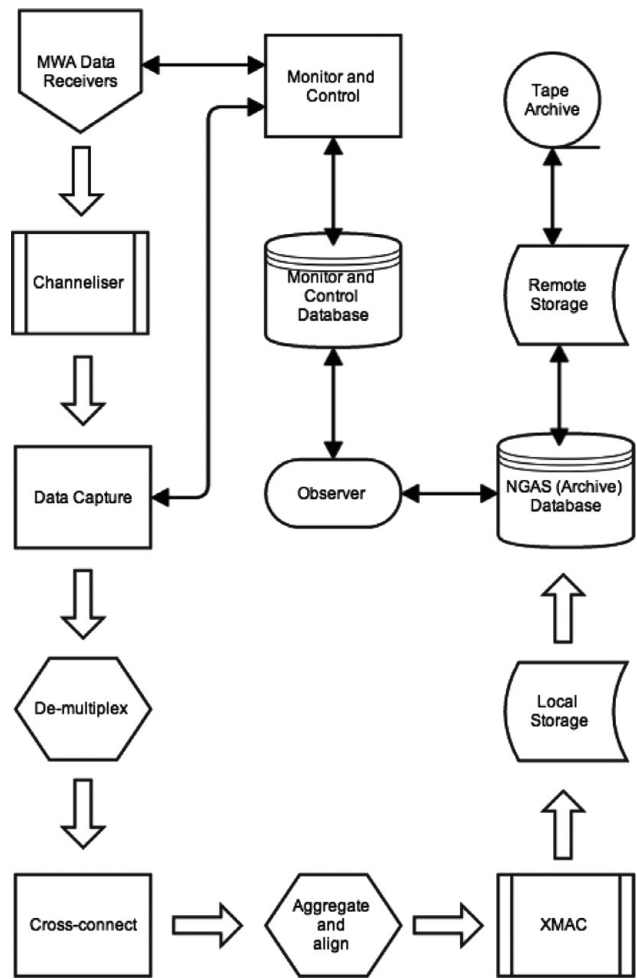 MWA Data
Receivers
Monitor and
Control
Tape
Archive
Channeliser
Monitor and
Control
Database
Remote
Storage
Data Capture
Observer
NGAS (Archive)
Database
De-multiplex
Local
Storage
Cross-connect
Aggregate
and
align
XMAC